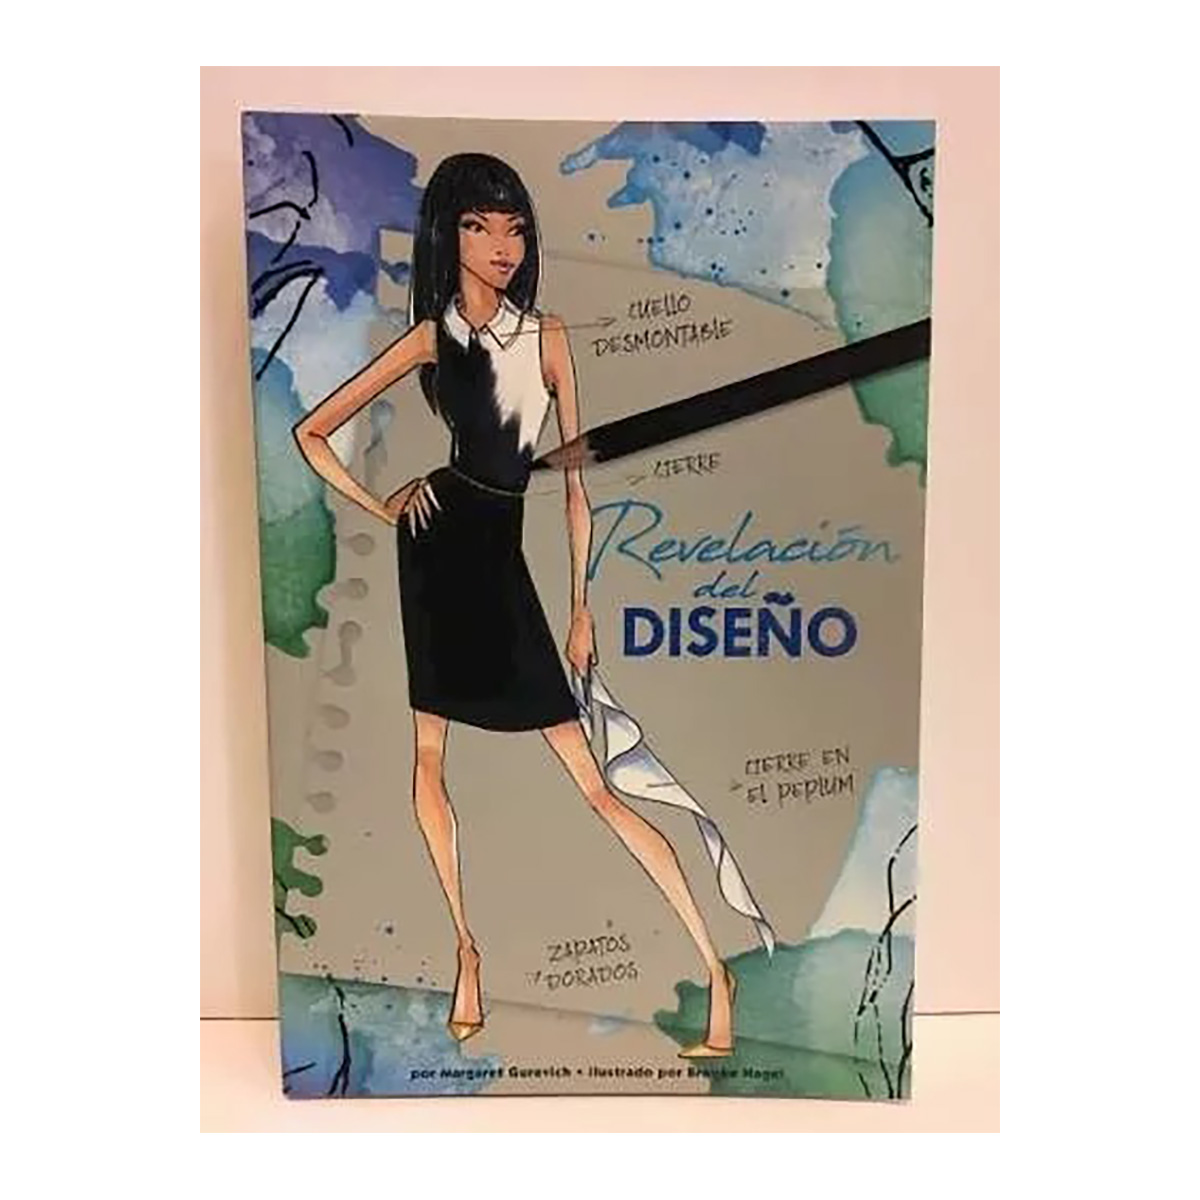 CUELLO
DESMONTABLE
CIERRE
Revelación
del
DISEÑO
CIERRE EN
EL PEPLUM
ZAPATOS
DORADOS
por Margaret Gurevich • ilustrado por Brooke Hagel